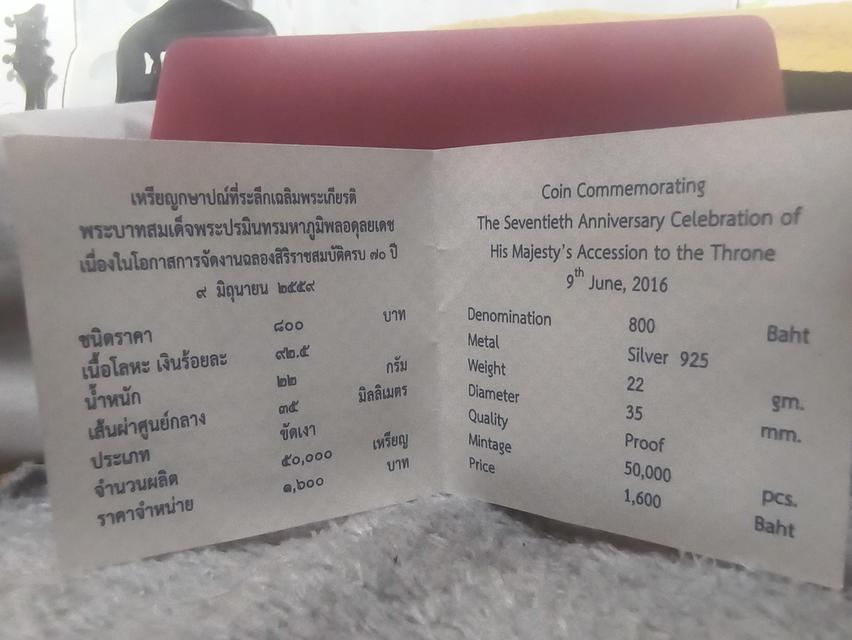 เหรียญกษาปณ์ที่ระลึกเฉลิมพระเกียรติ
พระบาทสมเด็จพระปรมินทรมหาภูมิพลอดุลยเดช
เนื่องในโอกาสการจัดงานฉลองสิริราชสมบัติครบ ๗๐ ปี
๙ มิถุนายน ๒๕๕๙
ชนิดราคา ๘๐๐ บาท
เนื้อโลหะ เงินร้อยละ ๙๒.๕
น้ำหนัก ๒๒ กรัม
เส้นผ่าศูนย์กลาง ๓๕ มิลลิเมตร
ประเภท ขัดเงา
จำนวนผลิต ๕๐,๐๐๐ เหรียญ
ราคาจำหน่าย ๑,๖๐๐ บาท
Coin Commemorating
The Seventieth Anniversary Celebration of
His Majesty's Accession to the Throne
9th June, 2016
Denomination 800 Baht
Metal Silver 925
Weight 22 gm.
Diameter 35 mm.
Quality Proof
Mintage 50,000 pcs.
Price 1,600 Baht